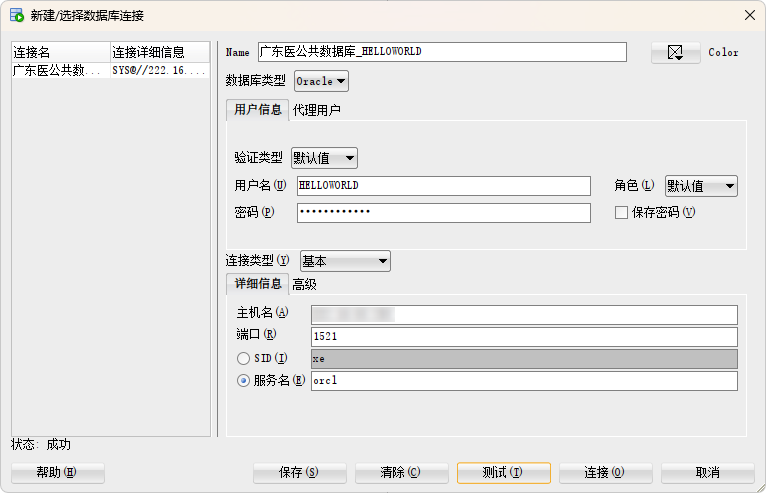 新建/选择数据库连接
连接名 连接详细信息
广东医公共数... SYS@//222.16....
Name 广东医公共数据库_HELLOWORLD Color
数据库类型 Oracle
用户信息 代理用户
验证类型 默认值
用户名(U) HELLOWORLD 角色(L) 默认值
密码(P) •••••••••••• 保存密码(V)
连接类型(Y) 基本
详细信息 高级
主机名(A)
端口(R) 1521
SID(I) xe
服务名(E) orcl
状态: 成功
帮助(H) 保存(S) 清除(C) 测试(T) 连接(O) 取消